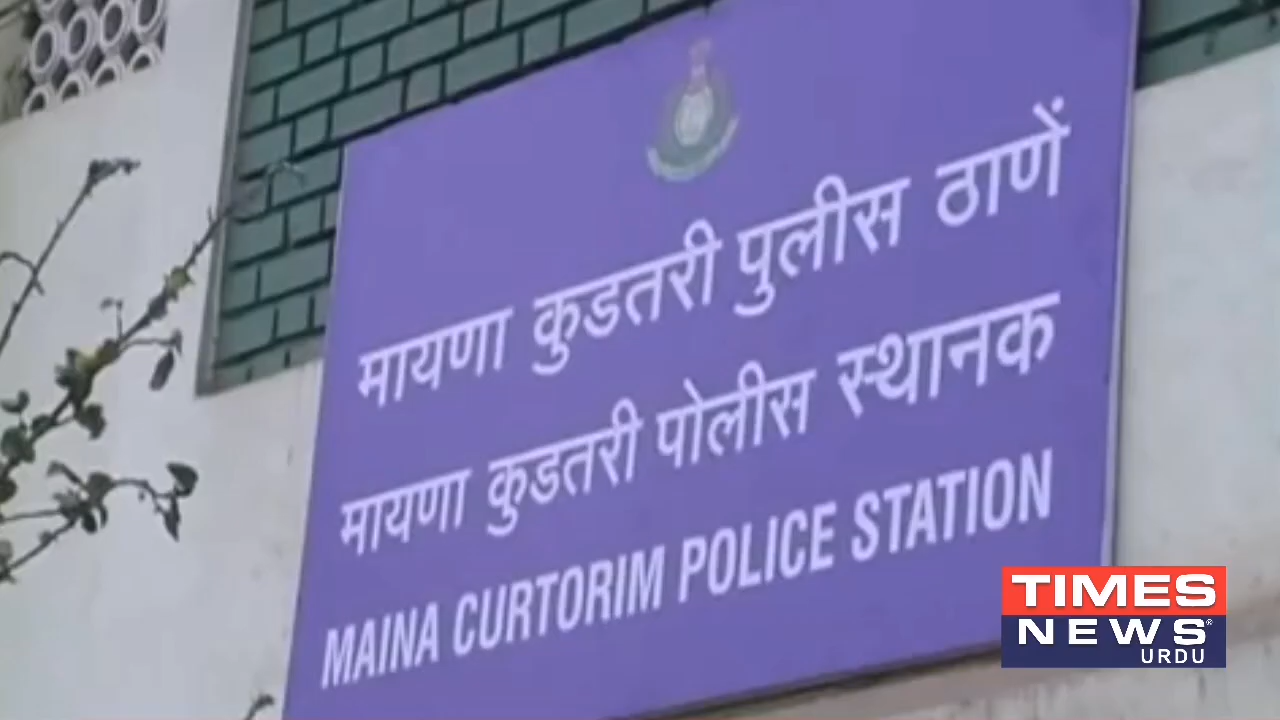 मायणा कुडतरी पुलीस ठाणें
मायणा कुडतरी पोलीस स्थानक
MAINA CURTORIM POLICE STATION
TIMES
NEWS
URDU